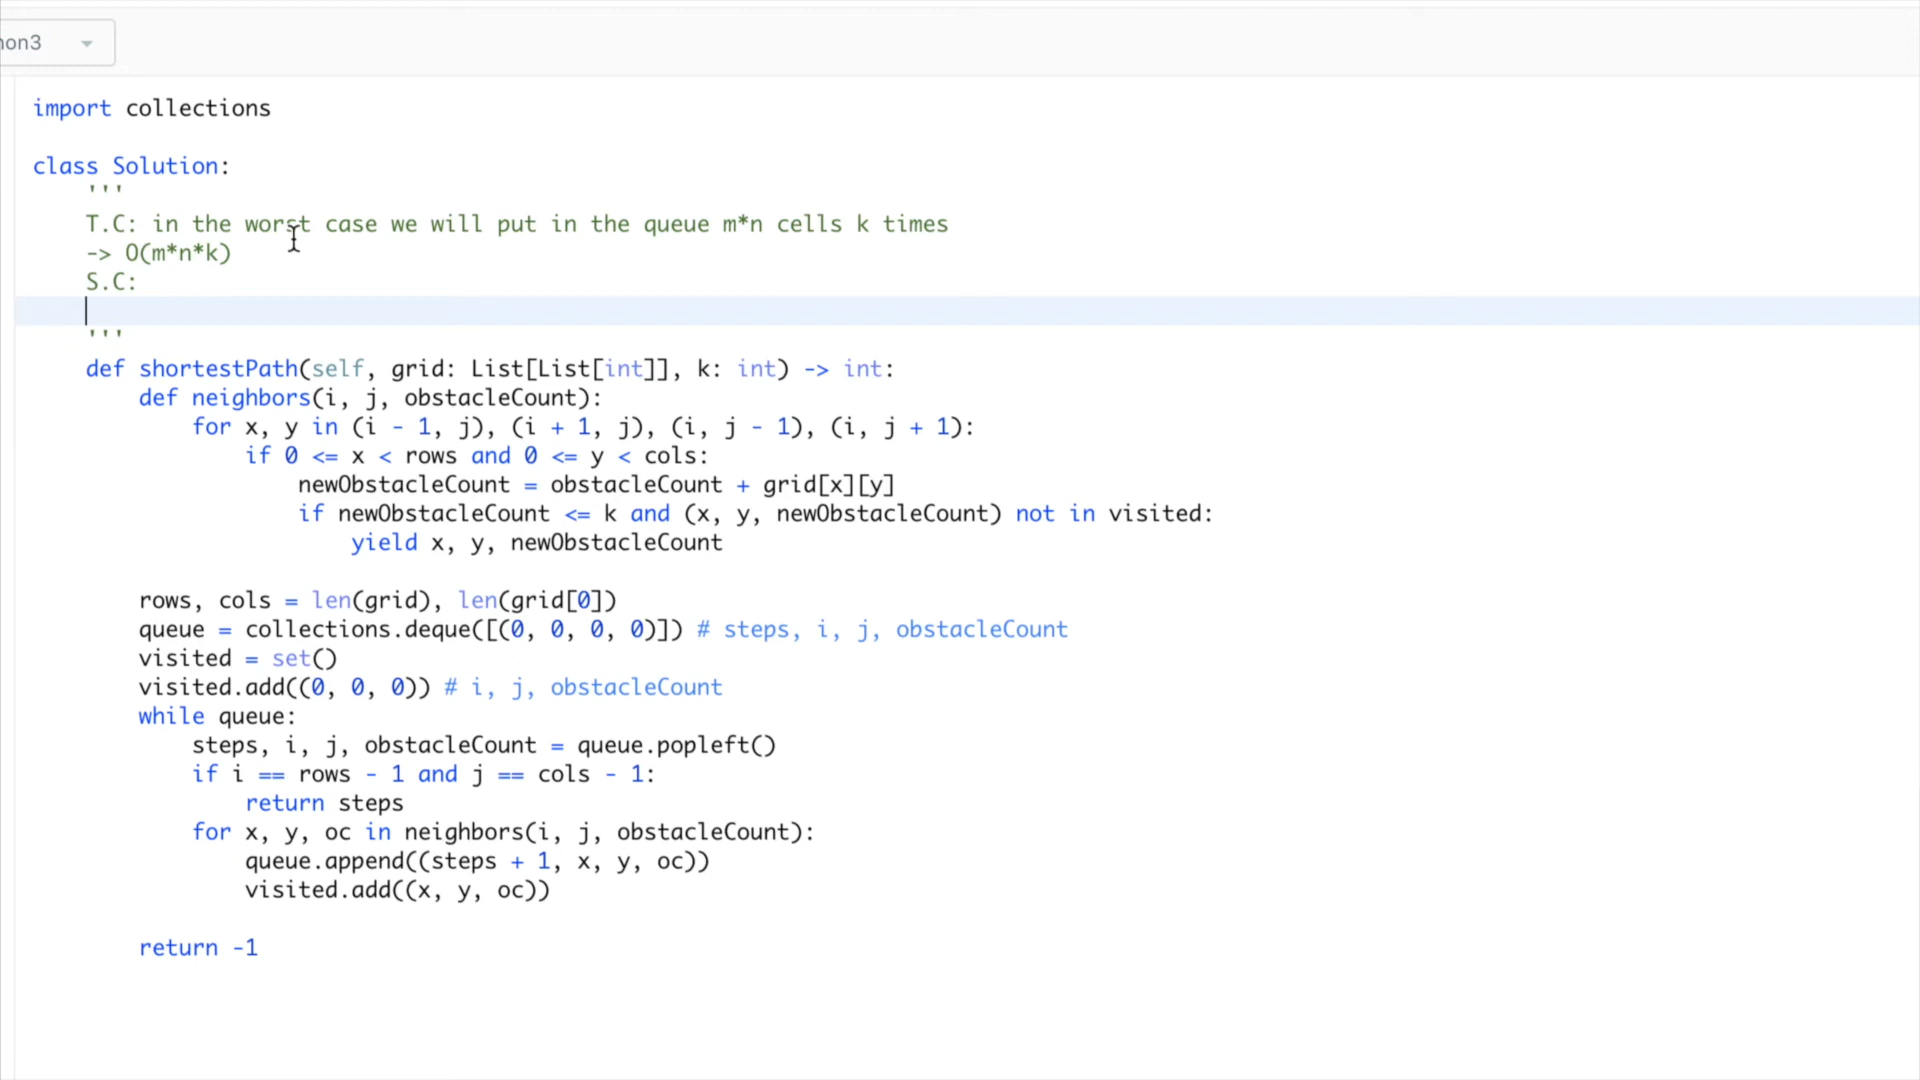 hon3
import collections
class Solution:
'''
T.C: in the worst case we will put in the queue m*n cells k times
-> O(m*n*k)
S.C:
'''
def shortestPath(self, grid: List[List[int]], k: int) -> int:
def neighbors(i, j, obstacleCount):
for x, y in (i - 1, j), (i + 1, j), (i, j - 1), (i, j + 1):
if 0 <= x < rows and 0 <= y < cols:
newObstacleCount = obstacleCount + grid[x][y]
if newObstacleCount <= k and (x, y, newObstacleCount) not in visited:
yield x, y, newObstacleCount
rows, cols = len(grid), len(grid[0])
queue = collections.deque([(0, 0, 0, 0)]) # steps, i, j, obstacleCount
visited = set()
visited.add((0, 0, 0)) # i, j, obstacleCount
while queue:
steps, i, j, obstacleCount = queue.popleft()
if i == rows - 1 and j == cols - 1:
return steps
for x, y, oc in neighbors(i, j, obstacleCount):
queue.append((steps + 1, x, y, oc))
visited.add((x, y, oc))
return -1